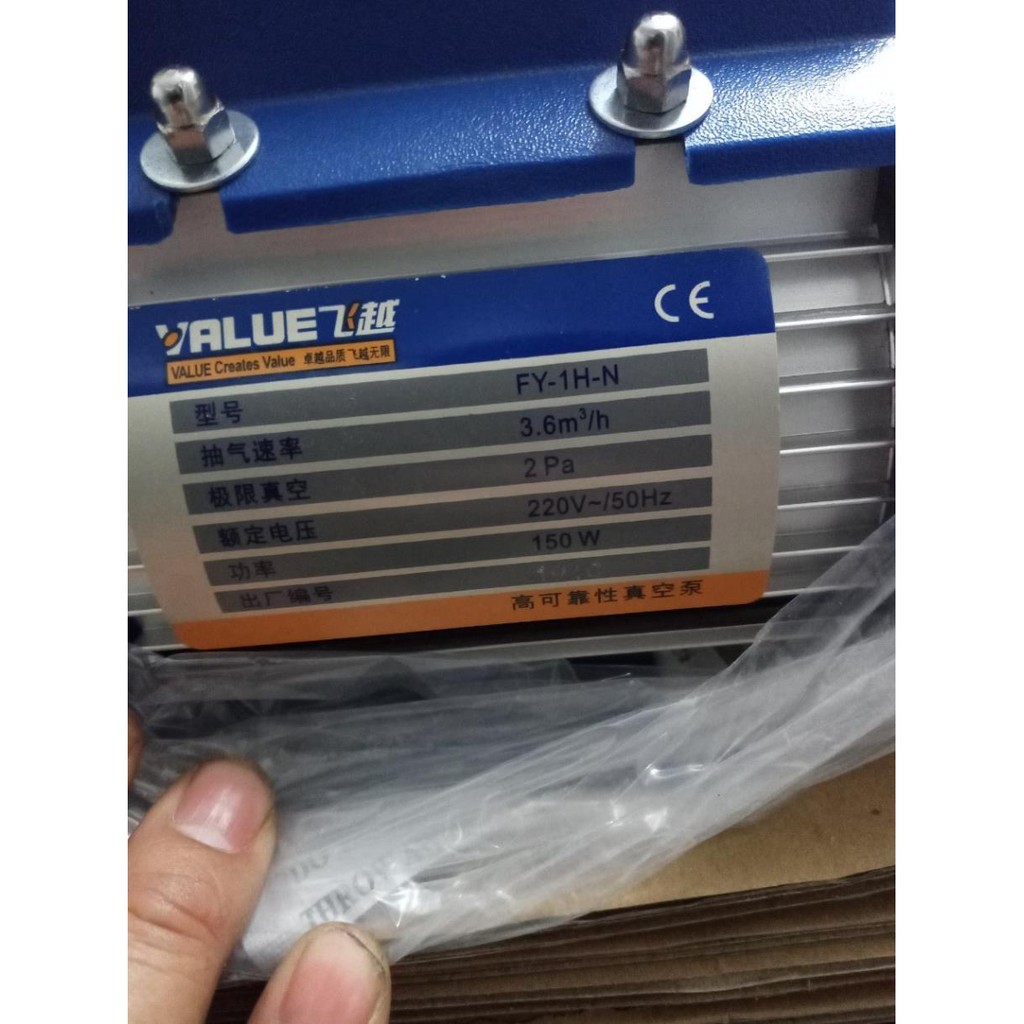 VALUE飞越
CE
VALUE Creates Value 卓越品质 飞越无限
型号 FY-1H-N
抽气速率 3.6m³/h
极限真空 2 Pa
额定电压 220V~/50Hz
功率 150 W
出厂编号
高可靠性真空泵